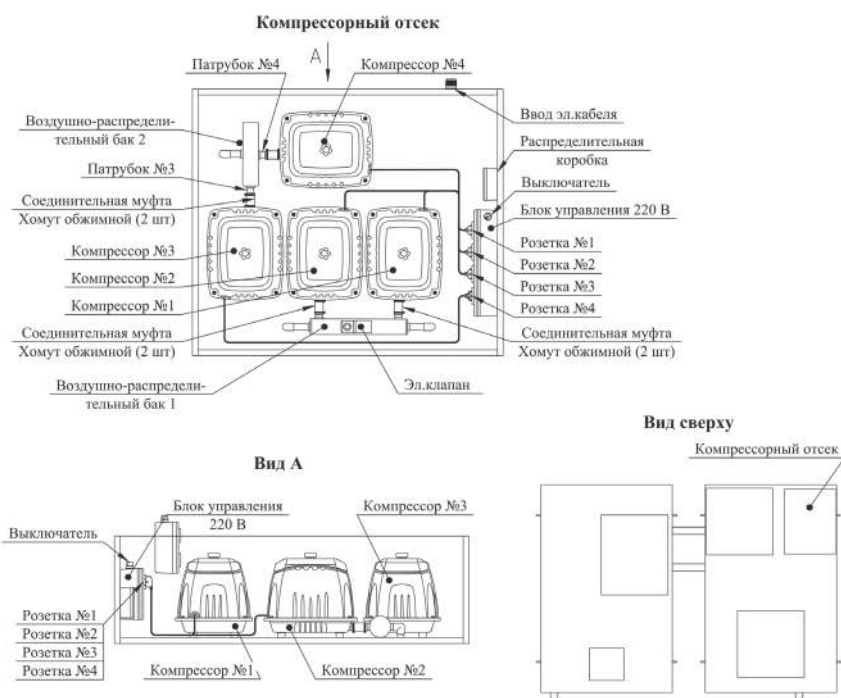 Компрессорный отсек
А
Патрубок №4
Компрессор №4
Воздушно-распредели-
тельный бак 2
Ввод эл.кабеля
Распределительная
коробка
Патрубок №3
Выключатель
Соединительная муфта
Хомут обжимной (2 шт)
Блок управления 220 В
Компрессор №3
Розетка №1
Компрессор №2
Розетка №2
Розетка №3
Компрессор №1
Розетка №4
Соединительная муфта
Хомут обжимной (2 шт)
Соединительная муфта
Хомут обжимной (2 шт)
Воздушно-распредели-
тельный бак 1
Эл.клапан
Вид сверху
Компрессорный отсек
Вид А
Блок управления
220 В
Компрессор №3
Выключатель
Розетка №1
Розетка №2
Розетка №3
Розетка №4
Компрессор №1
Компрессор №2